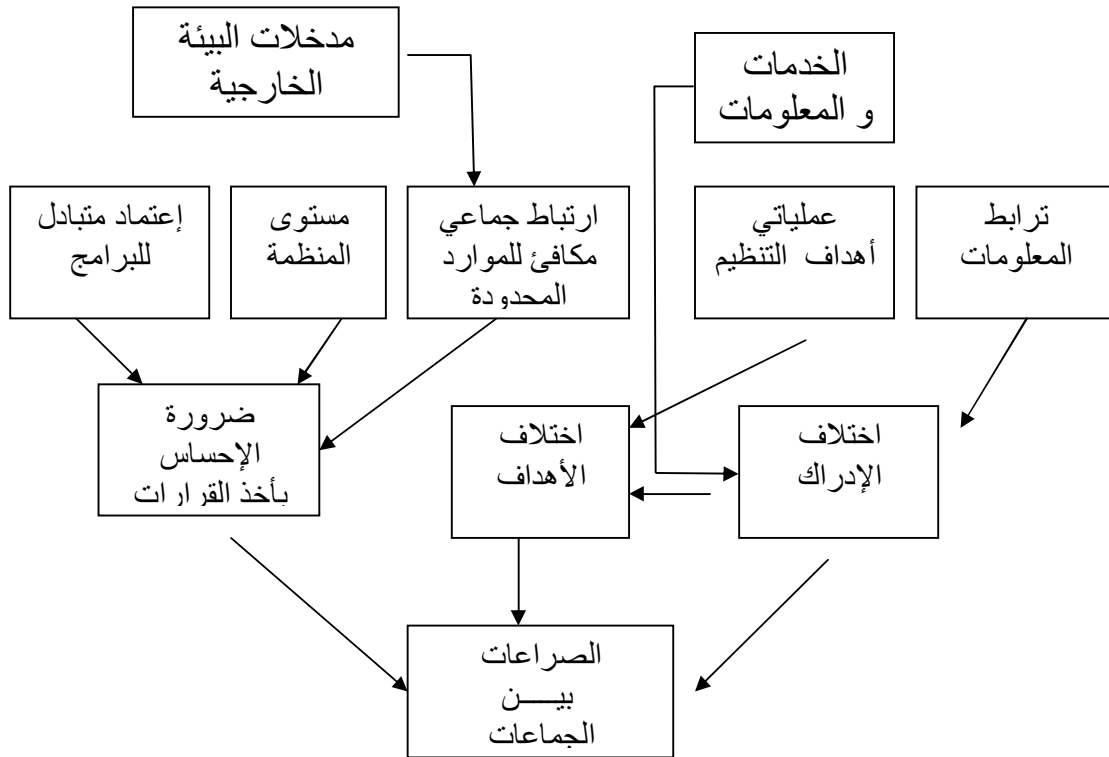 مدخلات البيئة
الخارجية
الخدمات
و المعلومات
إعتماد متبادل
للبرامج
مستوى
المنظمة
ارتباط جماعي
مكافئ للموارد
المحدودة
عملياتي
أهداف التنظيم
ترابط
المعلومات
ضرورة
الإحساس
بأخذ القرارات
اختلاف
الأهداف
اختلاف
الإدراك
الصراعات
بيـــن
الجماعات